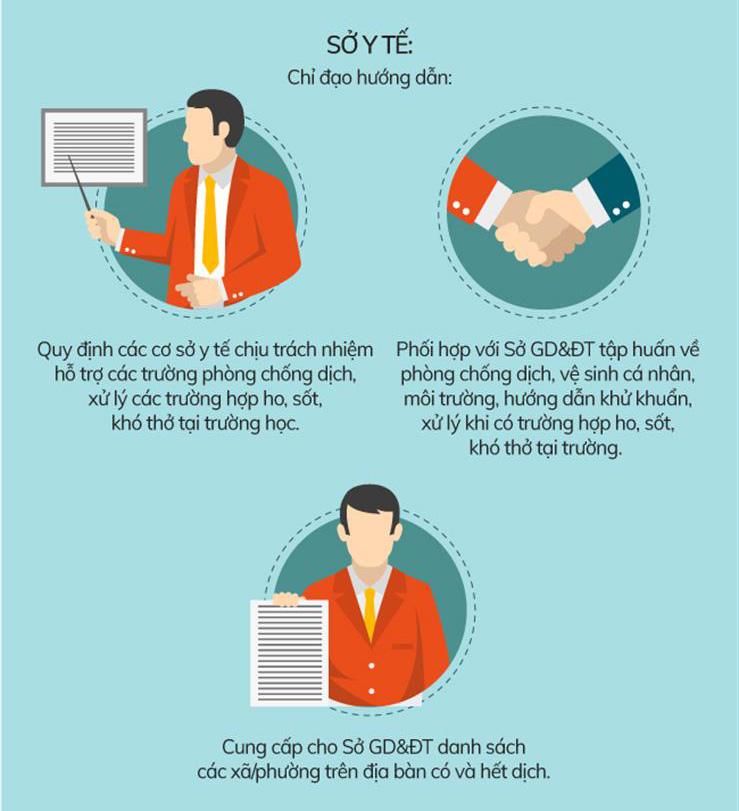 SỞ Y TẾ:
Chỉ đạo hướng dẫn:
Quy định các cơ sở y tế chịu trách nhiệm
hỗ trợ các trường phòng chống dịch,
xử lý các trường hợp ho, sốt,
khó thở tại trường học.
Phối hợp với Sở GD&ĐT tập huấn về
phòng chống dịch, vệ sinh cá nhân,
môi trường, hướng dẫn khử khuẩn,
xử lý khi có trường hợp ho, sốt,
khó thở tại trường.
Cung cấp cho Sở GD&ĐT danh sách
các xã/phường trên địa bàn có và hết dịch.